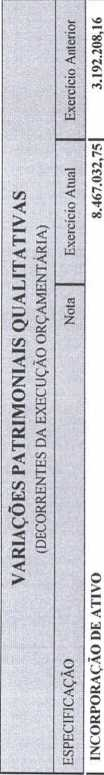 VARIAÇÕES PATRIMONIAIS QUALITATIVAS
(DECORRENTES DA EXECUÇÃO ORÇAMENTÁRIA)
ESPECIFICAÇÃO Nota Exercício Atual Exercício Anterior
INCORPORAÇÃO DE ATIVO 8.467.032,75 3.192.208,16